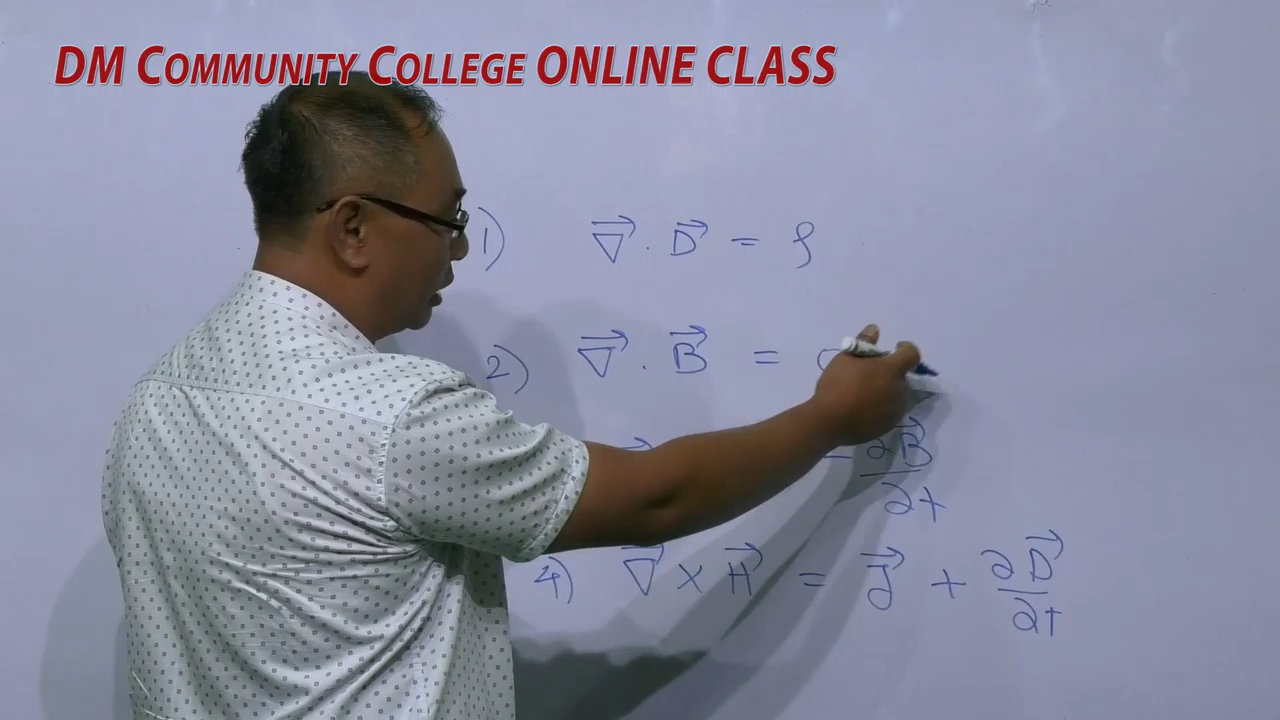 DM COMMUNITY COLLEGE ONLINE CLASS
1) ∇⃗ . D⃗ = ρ
2) ∇⃗ . B⃗ =
- ∂B⃗/∂t
4) ∇⃗ × H⃗ = J⃗ + ∂D⃗/∂t